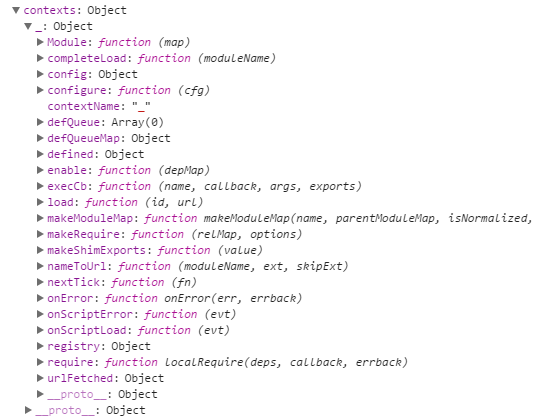 contexts: Object
_: Object
Module: function (map)
completeLoad: function (moduleName)
config: Object
configure: function (cfg)
contextName: "_"
defQueue: Array(0)
defQueueMap: Object
defined: Object
enable: function (depMap)
execCb: function (name, callback, args, exports)
load: function (id, url)
makeModuleMap: function makeModuleMap(name, parentModuleMap, isNormalized,
makeRequire: function (relMap, options)
makeShimExports: function (value)
nameToUrl: function (moduleName, ext, skipExt)
nextTick: function (fn)
onError: function onError(err, errback)
onScriptError: function (evt)
onScriptLoad: function (evt)
registry: Object
require: function localRequire(deps, callback, errback)
urlFetched: Object
__proto__: Object
__proto__: Object